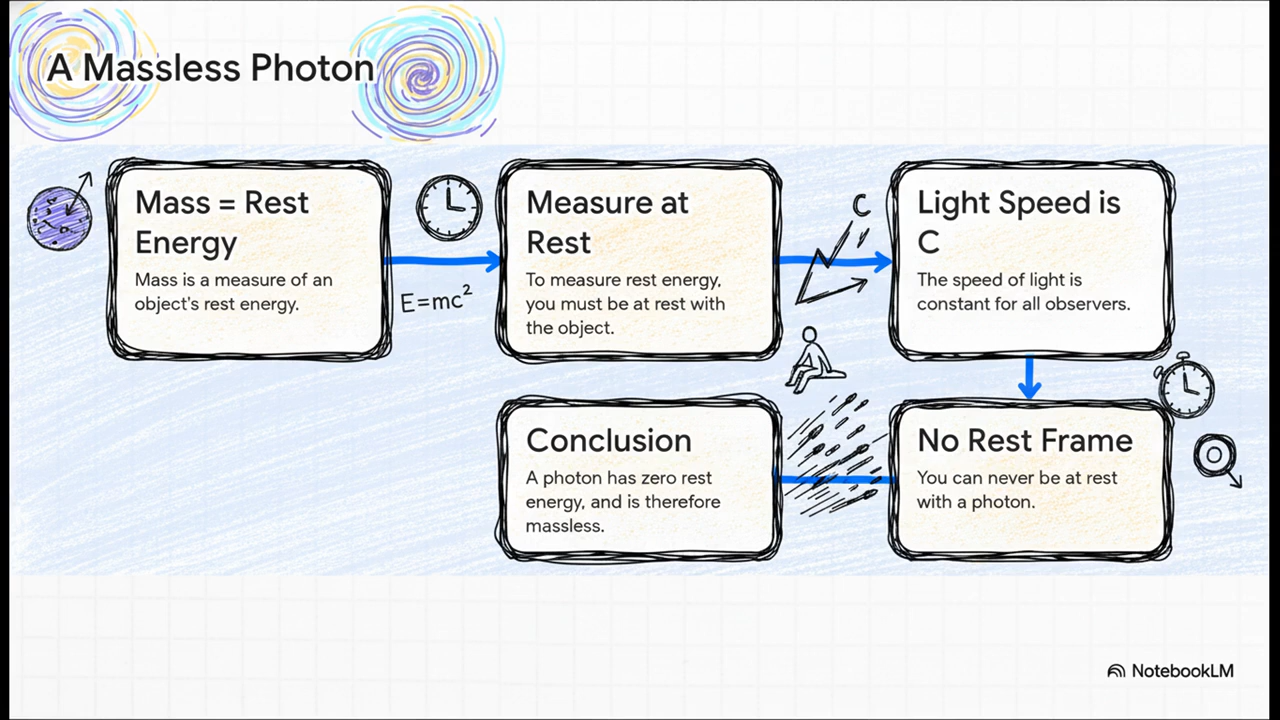 A Massless Photon
Mass = Rest
Energy
Mass is a measure of an
object's rest energy.
E=mc²
Measure at
Rest
To measure rest energy,
you must be at rest with
the object.
C
Light Speed is
C
The speed of light is
constant for all observers.
No Rest Frame
You can never be at rest
with a photon.
Conclusion
A photon has zero rest
energy, and is therefore
massless.
NotebookLM